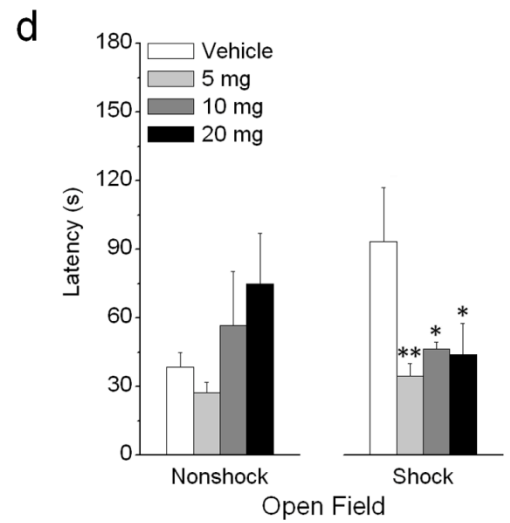 d
180
150
120
90
60
30
0
Latency (s)
Vehicle
5 mg
10 mg
20 mg
**
*
*
Nonshock
Shock
Open Field